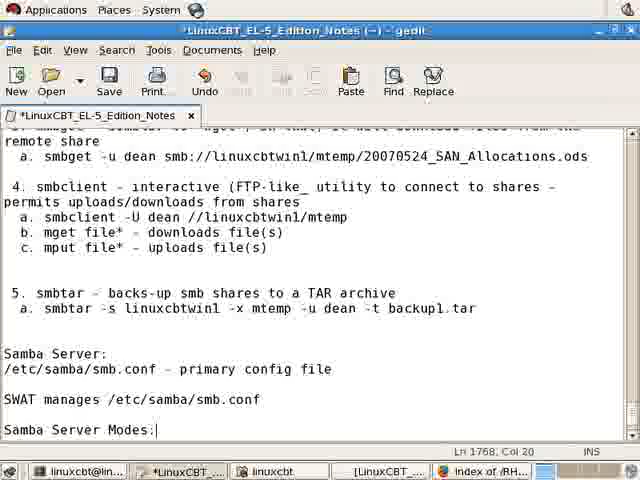 Applications Places System
*LinuxCBT_EL-5_Edition_Notes (~) - gedit
File Edit View Search Tools Documents Help
New Open Save Print... Undo Paste Find Replace
*LinuxCBT_EL-5_Edition_Notes
remote share
a. smbget -u dean smb://linuxcbtwin1/mtemp/20070524_SAN_Allocations.ods
4. smbclient - interactive (FTP-like_ utility to connect to shares -
permits uploads/downloads from shares
a. smbclient -U dean //linuxcbtwin1/mtemp
b. mget file* - downloads file(s)
c. mput file* - uploads file(s)
5. smbtar - backs-up smb shares to a TAR archive
a. smbtar -s linuxcbtwin1 -x mtemp -u dean -t backup1.tar
Samba Server:
/etc/samba/smb.conf - primary config file
SWAT manages /etc/samba/smb.conf
Samba Server Modes:
Ln 1768, Col 20 INS
linuxcbt@lin... *LinuxCBT_... linuxcbt [LinuxCBT_... Index of /RH...